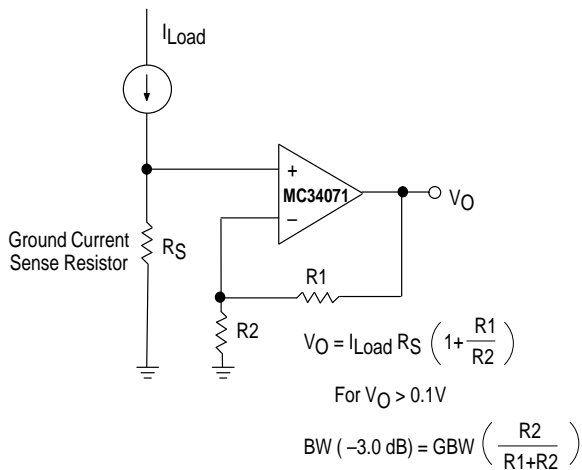 ILoad
+
MC34071
–
VO
Ground Current
Sense Resistor
RS
R1
R2
VO = ILoad RS ( 1+ R1 / R2 )
For VO > 0.1V
BW ( –3.0 dB) = GBW ( R2 / R1+R2 )